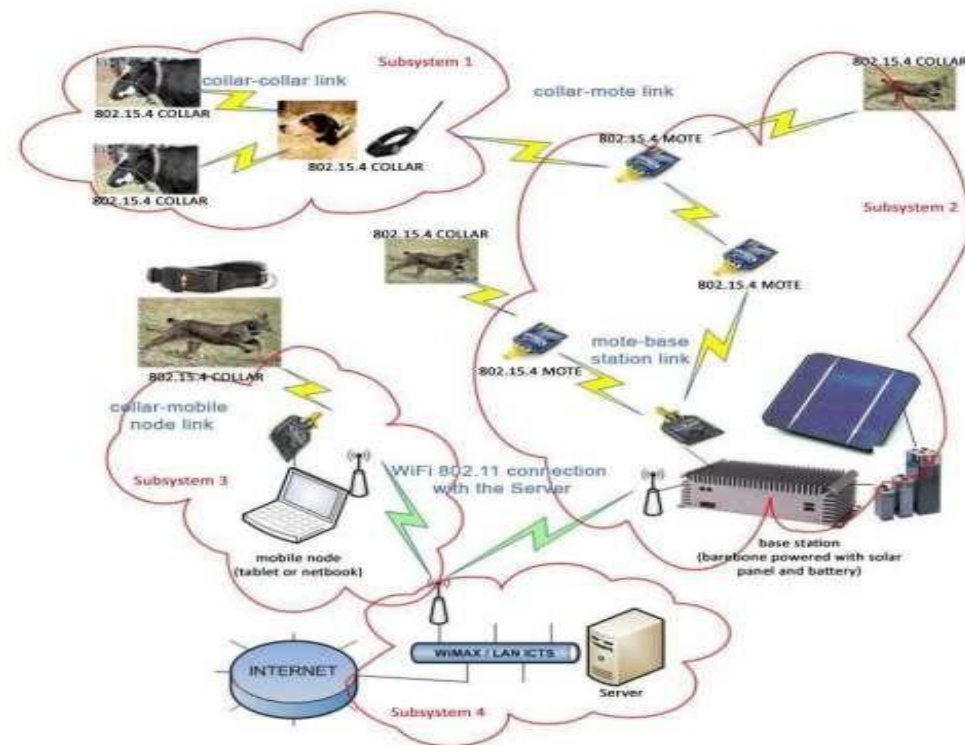 Subsystem 1
802.15.4 COLLAR
collar-collar link
collar-mote link
802.15.4 COLLAR
802.15.4 MOTE
802.15.4 COLLAR
802.15.4 COLLAR
Subsystem 2
802.15.4 COLLAR
802.15.4 MOTE
mote-base
station link
802.15.4 MOTE
802.15.4 COLLAR
collar-mobile
node link
Subsystem 3
WiFi 802.11 connection
with the Server
mobile node
(tablet or netbook)
base station
(barebone powered with solar
panel and battery)
INTERNET
WiMAX / LAN ICTS
Server
Subsystem 4